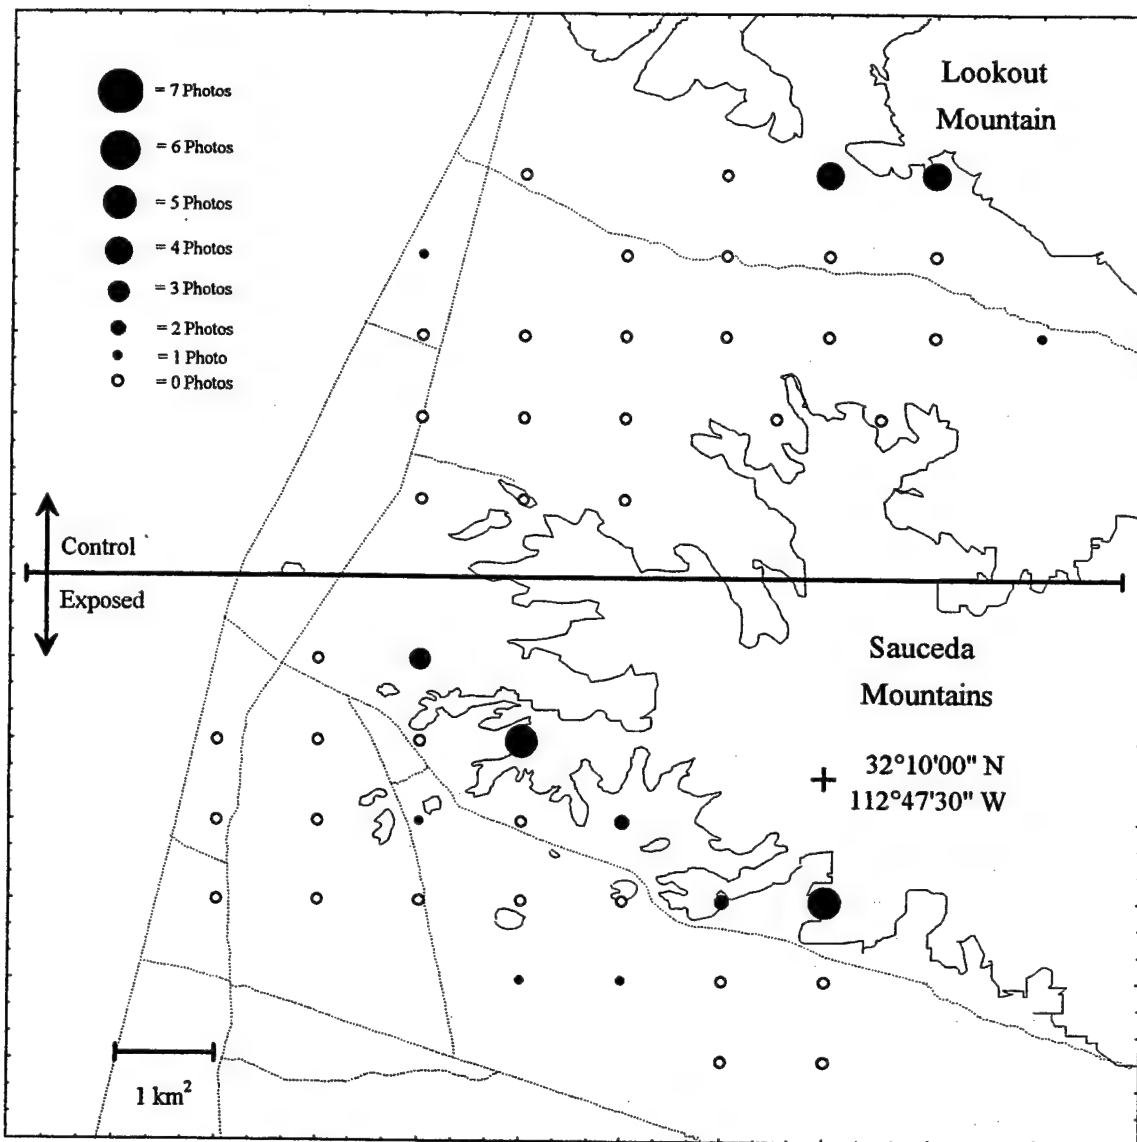 = 7 Photos
= 6 Photos
= 5 Photos
= 4 Photos
= 3 Photos
= 2 Photos
= 1 Photo
= 0 Photos
Lookout
Mountain
Control
Exposed
Sauceda
Mountains
32°10'00" N
112°47'30" W
1 km²